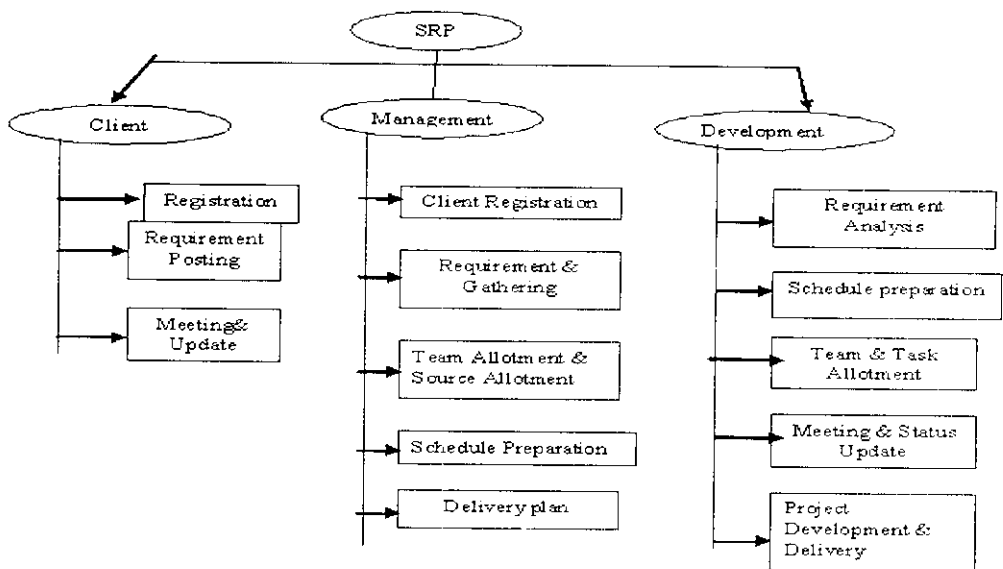 SRP
Client
Registration
Requirement
Posting
Meeting&
Update
Management
Client Registration
Requirement &
Gathering
Team Allotment &
Source Allotment
Schedule Preparation
Delivery plan
Development
Requirement
Analysis
Schedule preparation
Team & Task
Allotment
Meeting & Status
Update
Project
Development &
Delivery